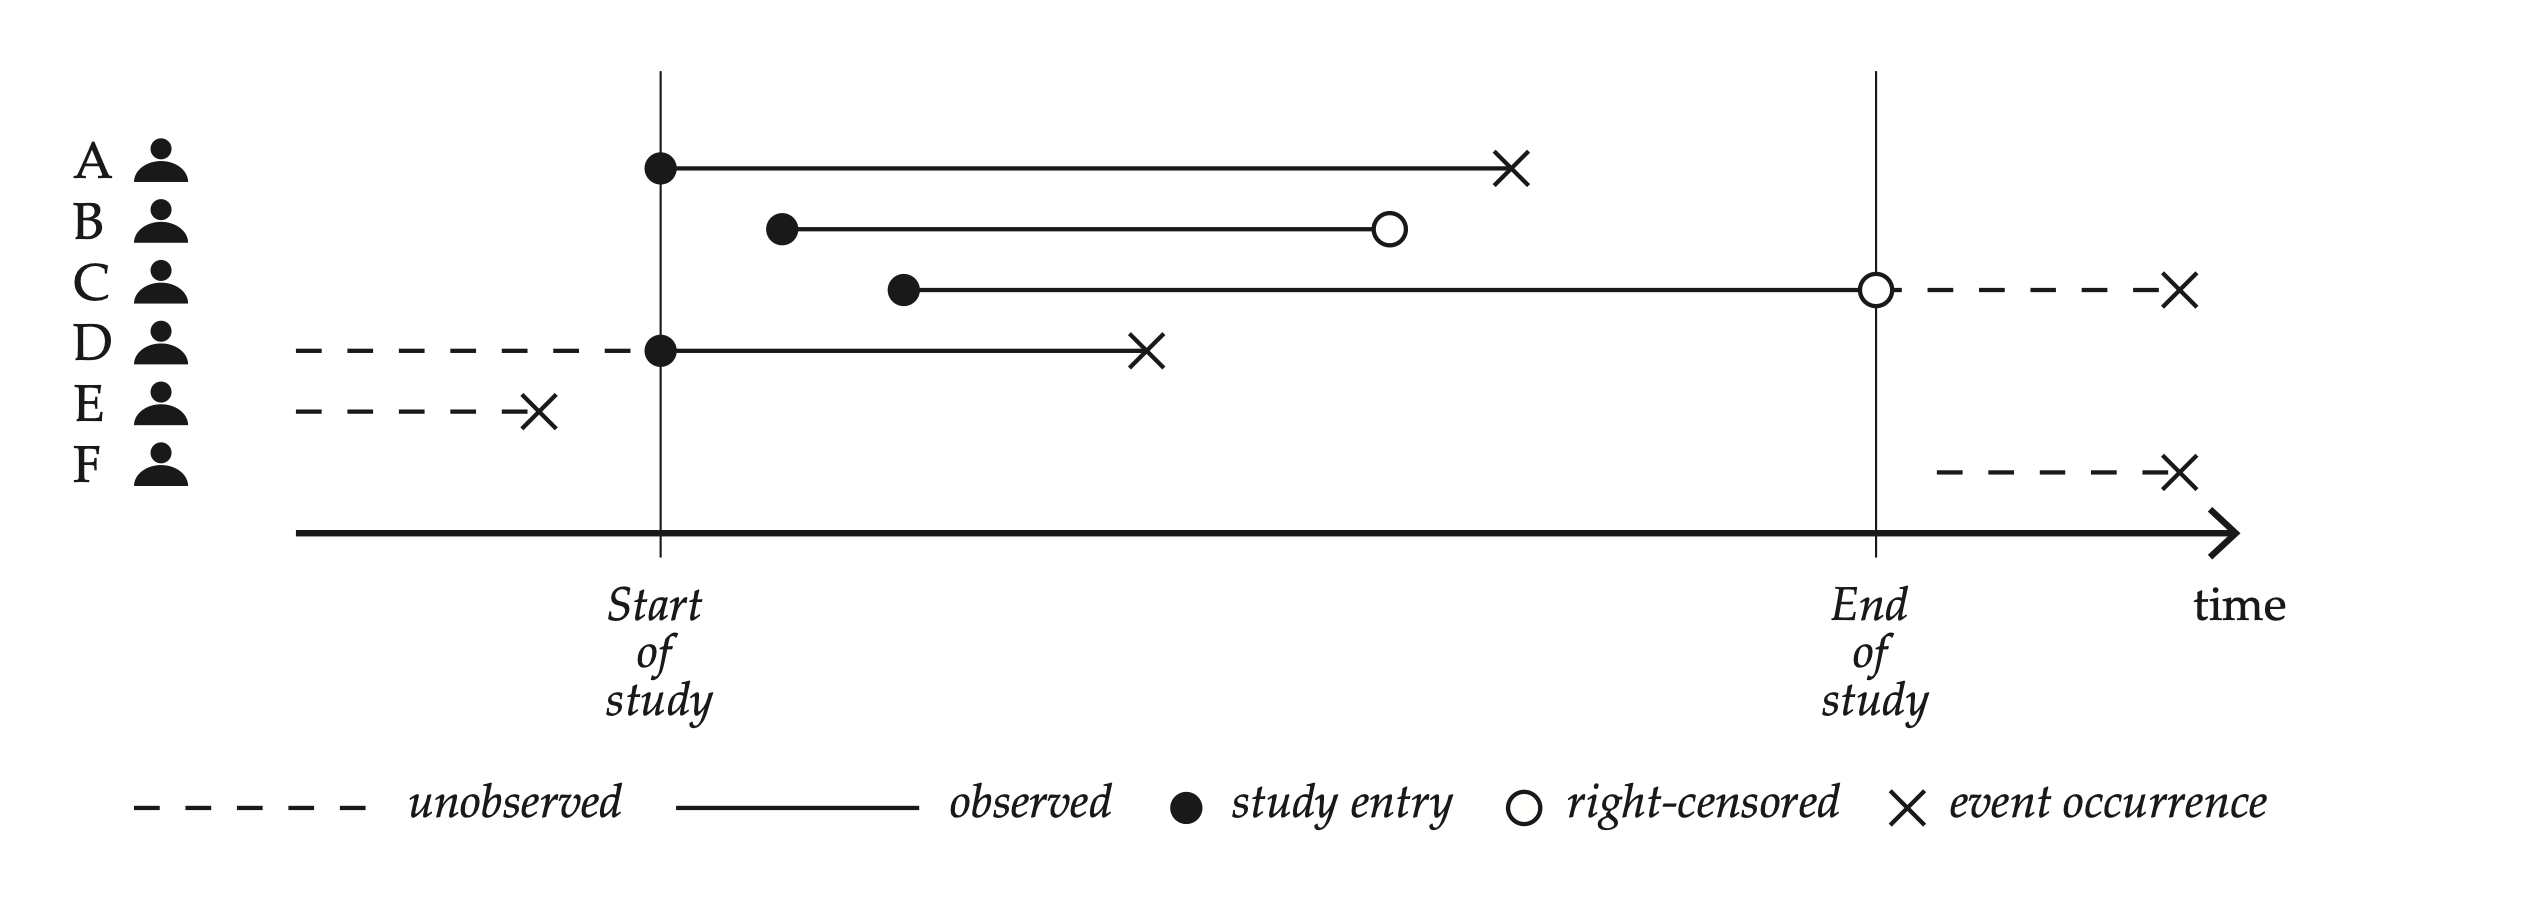 A
B
C
D
E
F
Start
of
study
End
of
study
time
unobserved
observed
study entry
right-censored
event occurrence